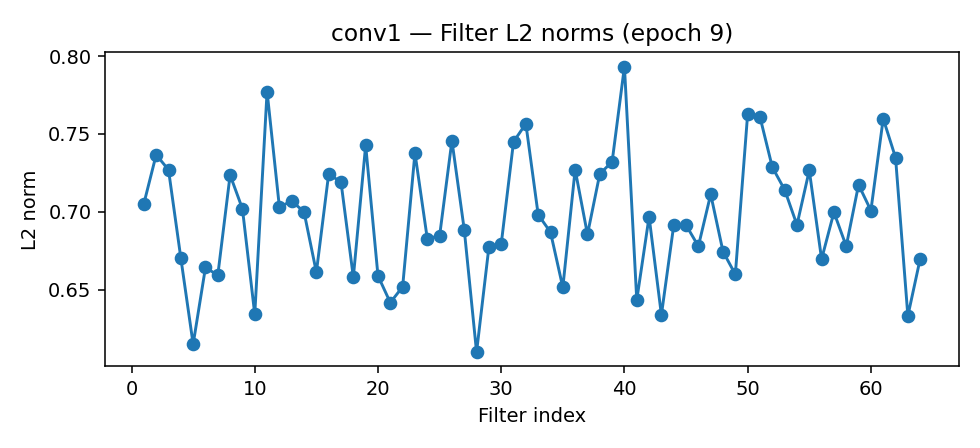 conv1 — Filter L2 norms (epoch 9)
0.80
0.75
0.70
0.65
L2 norm
0 10 20 30 40 50 60
Filter index